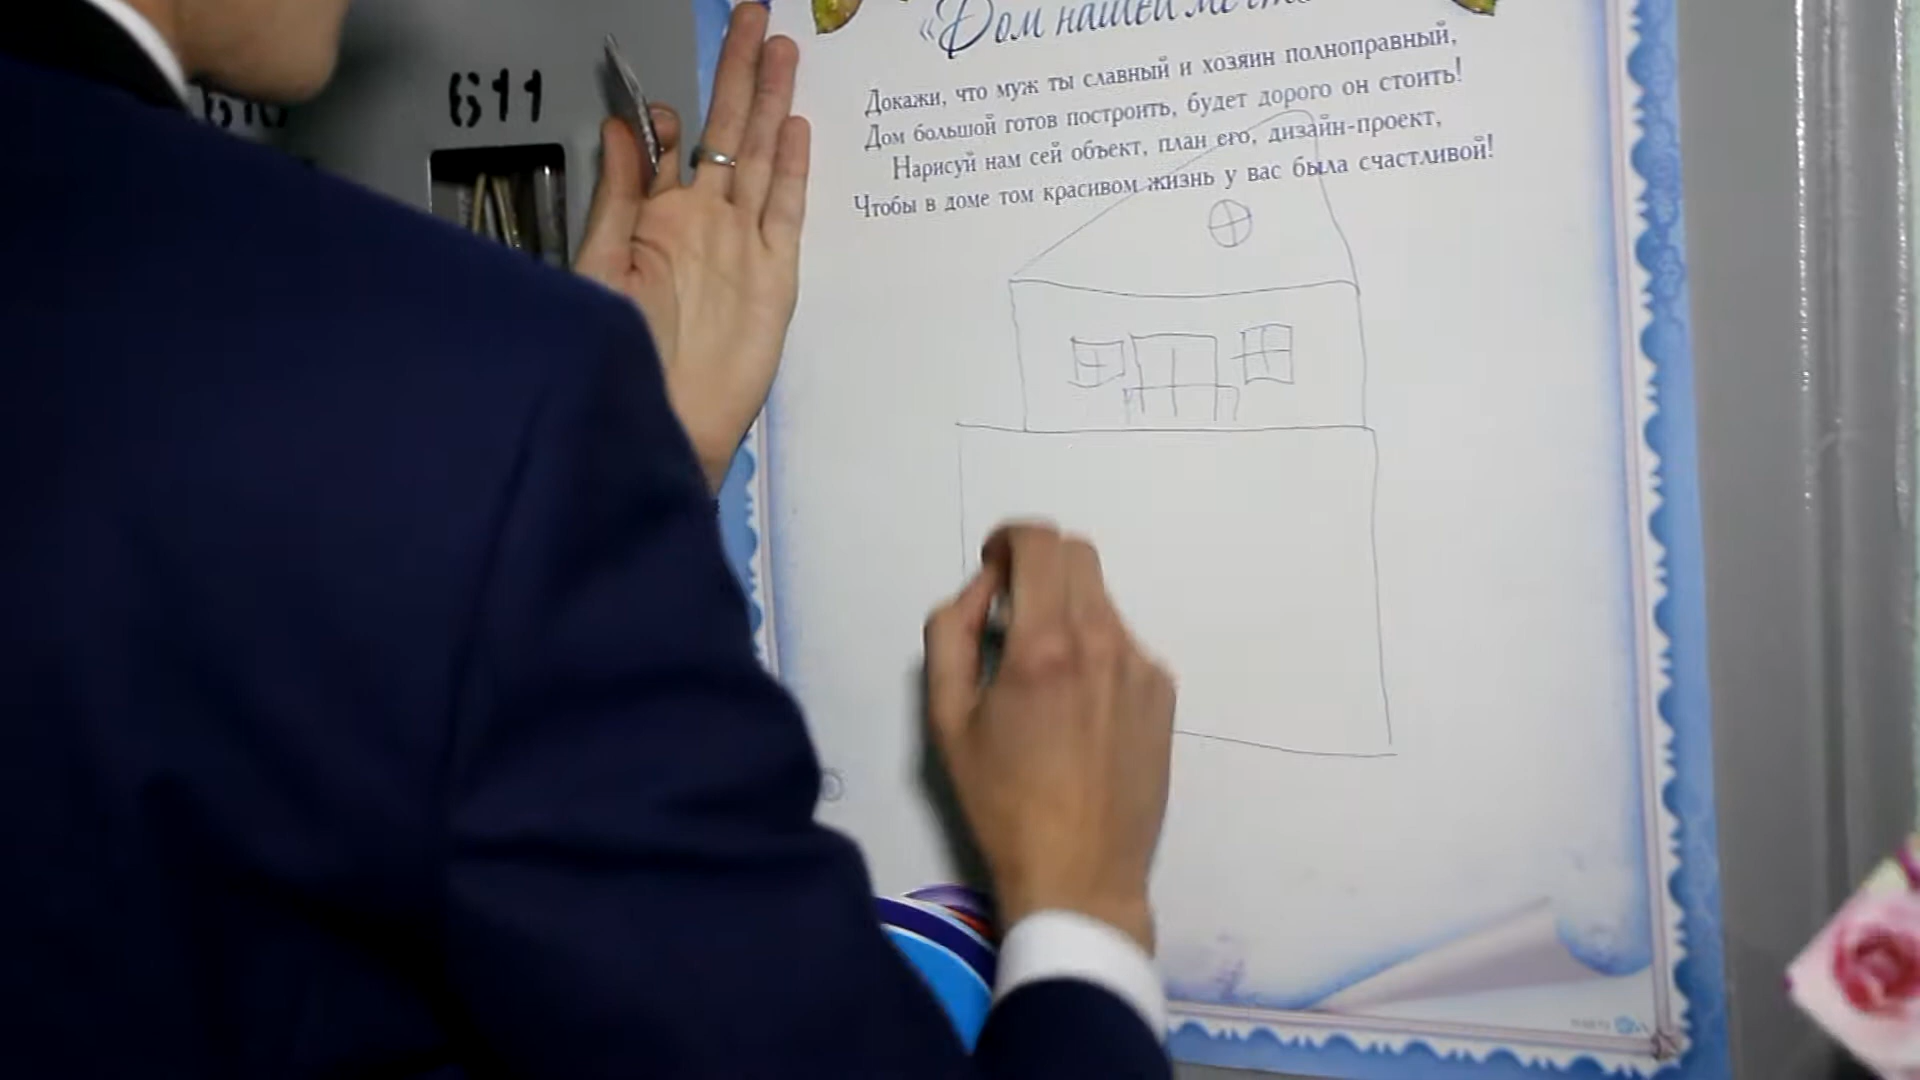 «Дом нашей
Докажи, что муж ты славный и хозяин полноправный,
Дом большой готов построить, будет дорого он стоить!
Нарисуй нам сей объект, план его, дизайн-проект,
Чтобы в доме том красивом жизнь у вас была счастливой!
610
611